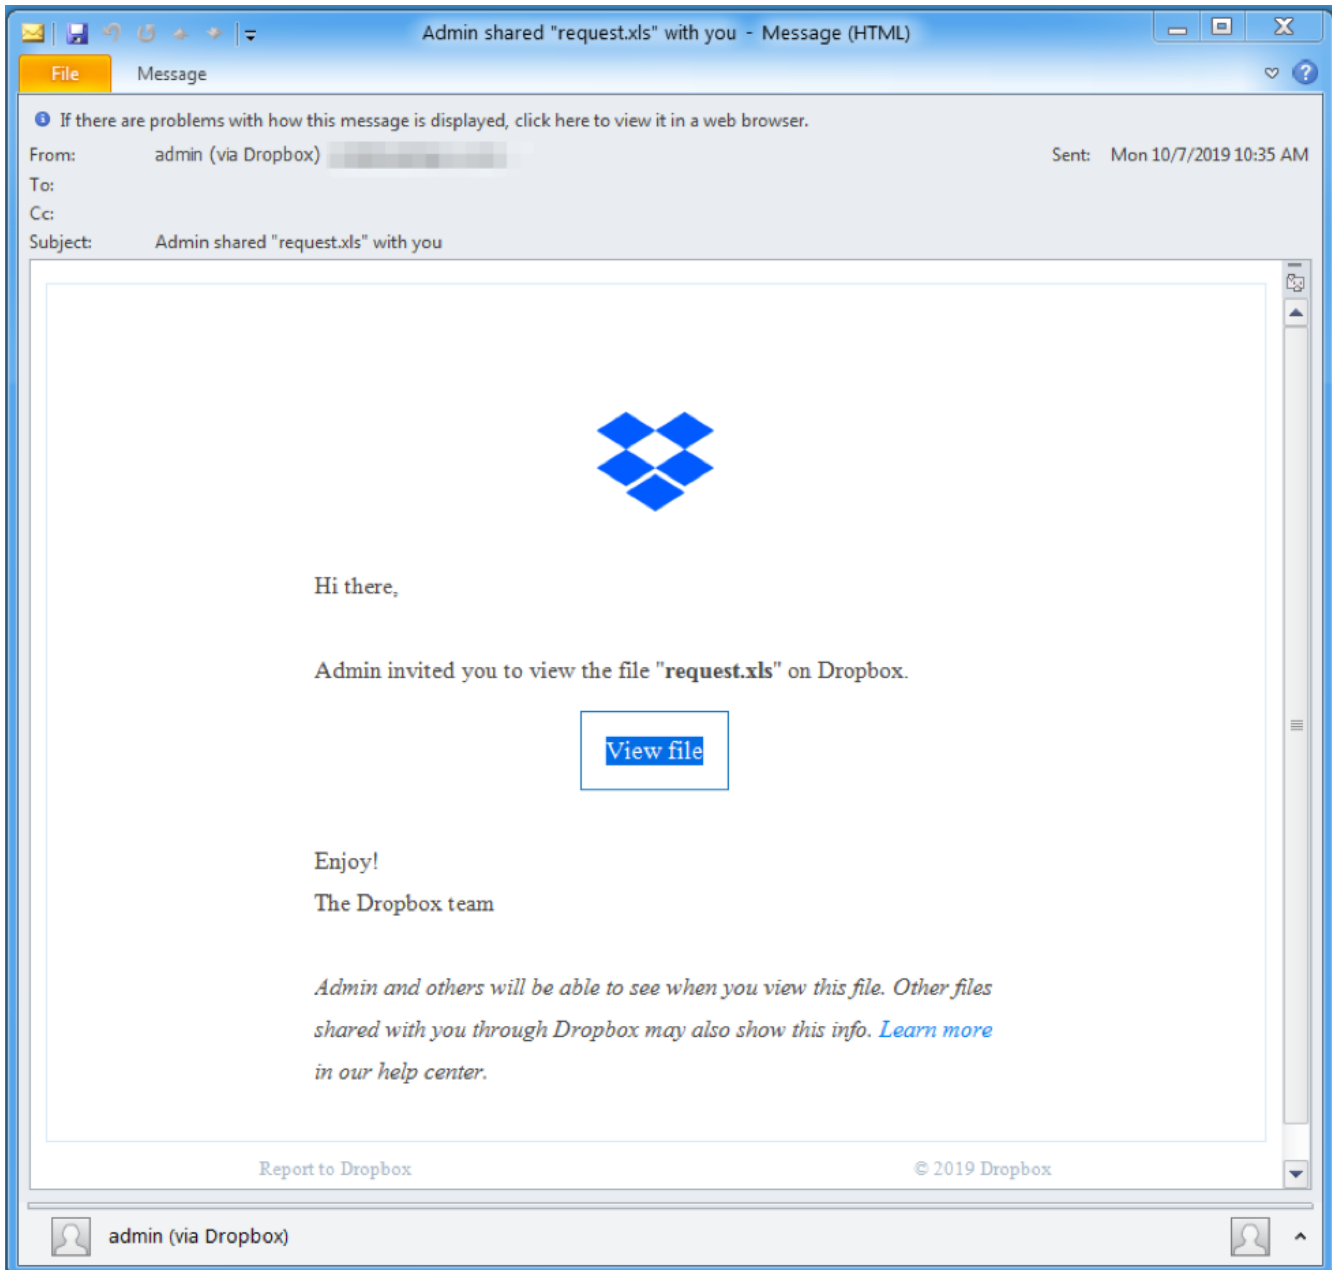 Admin shared "request.xls" with you - Message (HTML)
File Message
If there are problems with how this message is displayed, click here to view it in a web browser.
From: admin (via Dropbox) Sent: Mon 10/7/2019 10:35 AM
To:
Cc:
Subject: Admin shared "request.xls" with you
Hi there,
Admin invited you to view the file "request.xls" on Dropbox.
View file
Enjoy!
The Dropbox team
Admin and others will be able to see when you view this file. Other files
shared with you through Dropbox may also show this info. Learn more
in our help center.
Report to Dropbox © 2019 Dropbox
admin (via Dropbox)